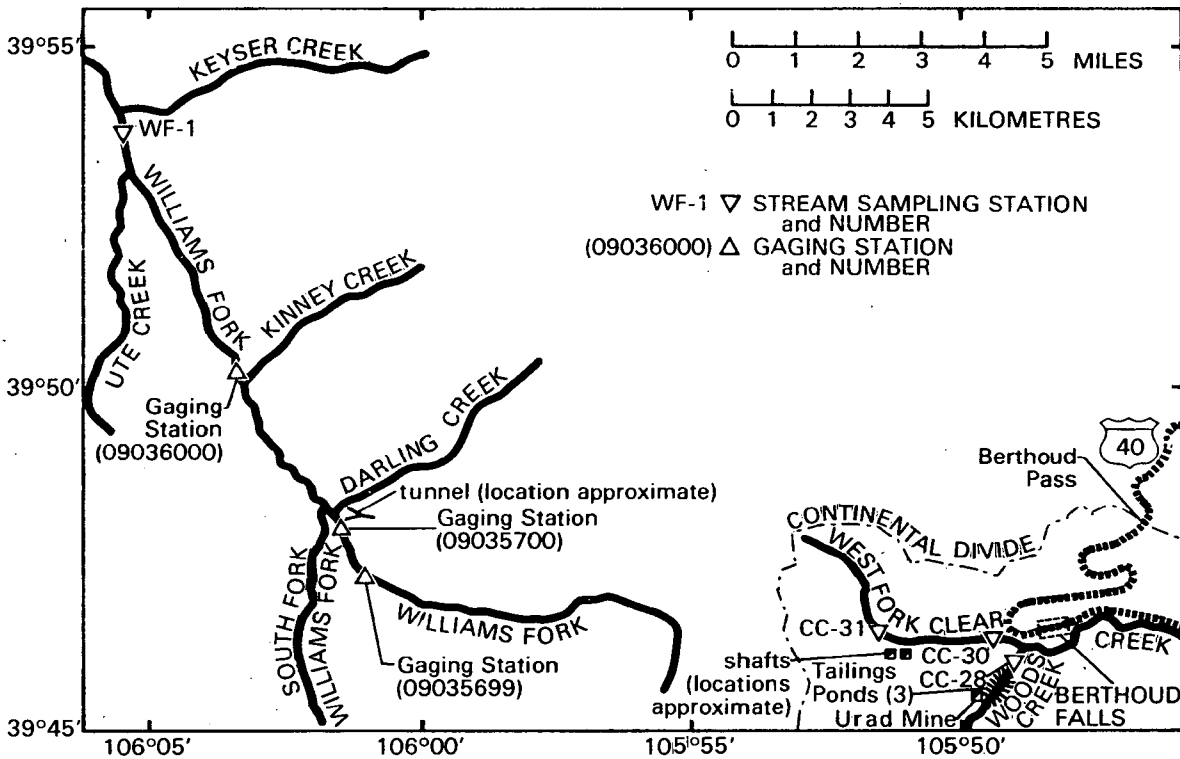 39°55'
KEYSER CREEK
0 1 2 3 4 5 MILES
0 1 2 3 4 5 KILOMETRES
WF-1
WILLIAMS FORK
WF-1 ▽ STREAM SAMPLING STATION
and NUMBER
(09036000) △ GAGING STATION
and NUMBER
UTE CREEK
KINNEY CREEK
39°50'
Gaging
Station
(09036000)
DARLING CREEK
tunnel (location approximate)
Gaging Station
(09035700)
SOUTH FORK
WILLIAMS FORK
WILLIAMS FORK
Gaging Station
(09035699)
40
Berthoud
Pass
CONTINENTAL DIVIDE
WEST FORK CLEAR CREEK
CC-31
shafts
(locations
approximate)
Tailings
Ponds (3)
CC-30
CC-28
Urad Mine
WOODS
CREEK
BERTHOUD
FALLS
39°45'
106°05'
106°00'
105°55'
105°50'